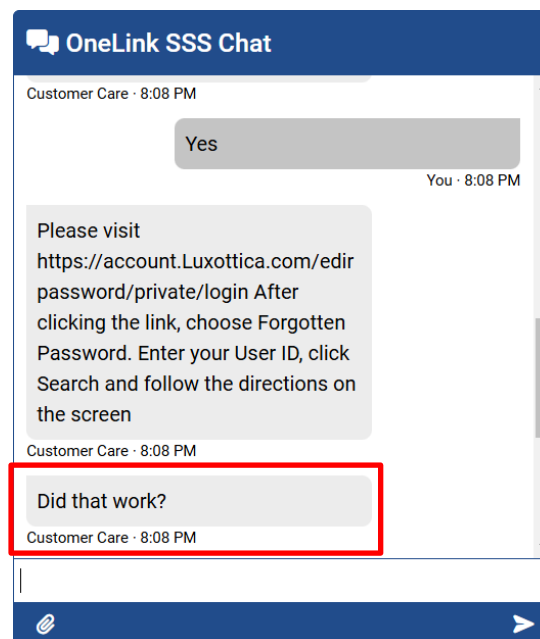 OneLink SSS Chat
Customer Care · 8:08 PM
Yes
You · 8:08 PM
Please visit
https://account.Luxottica.com/edir
password/private/login After
clicking the link, choose Forgotten
Password. Enter your User ID, click
Search and follow the directions on
the screen
Customer Care · 8:08 PM
Did that work?
Customer Care · 8:08 PM